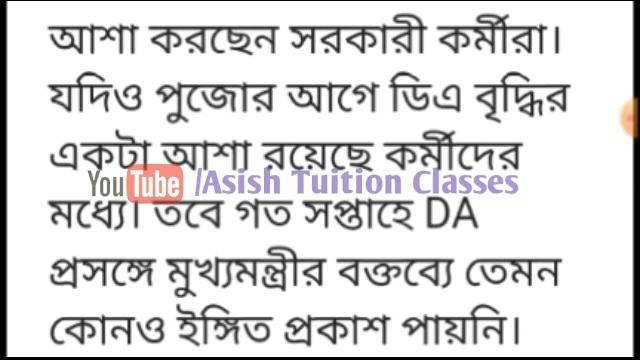 আশা করছেন সরকারী কর্মীরা।
যদিও পুজোর আগে ডিএ বৃদ্ধির
একটা আশা রয়েছে কর্মীদের
YouTube /Asish Tuition Classes
মধ্যে। তবে গত সপ্তাহে DA
প্রসঙ্গে মুখ্যমন্ত্রীর বক্তব্যে তেমন
কোনও ইঙ্গিত প্রকাশ পায়নি।